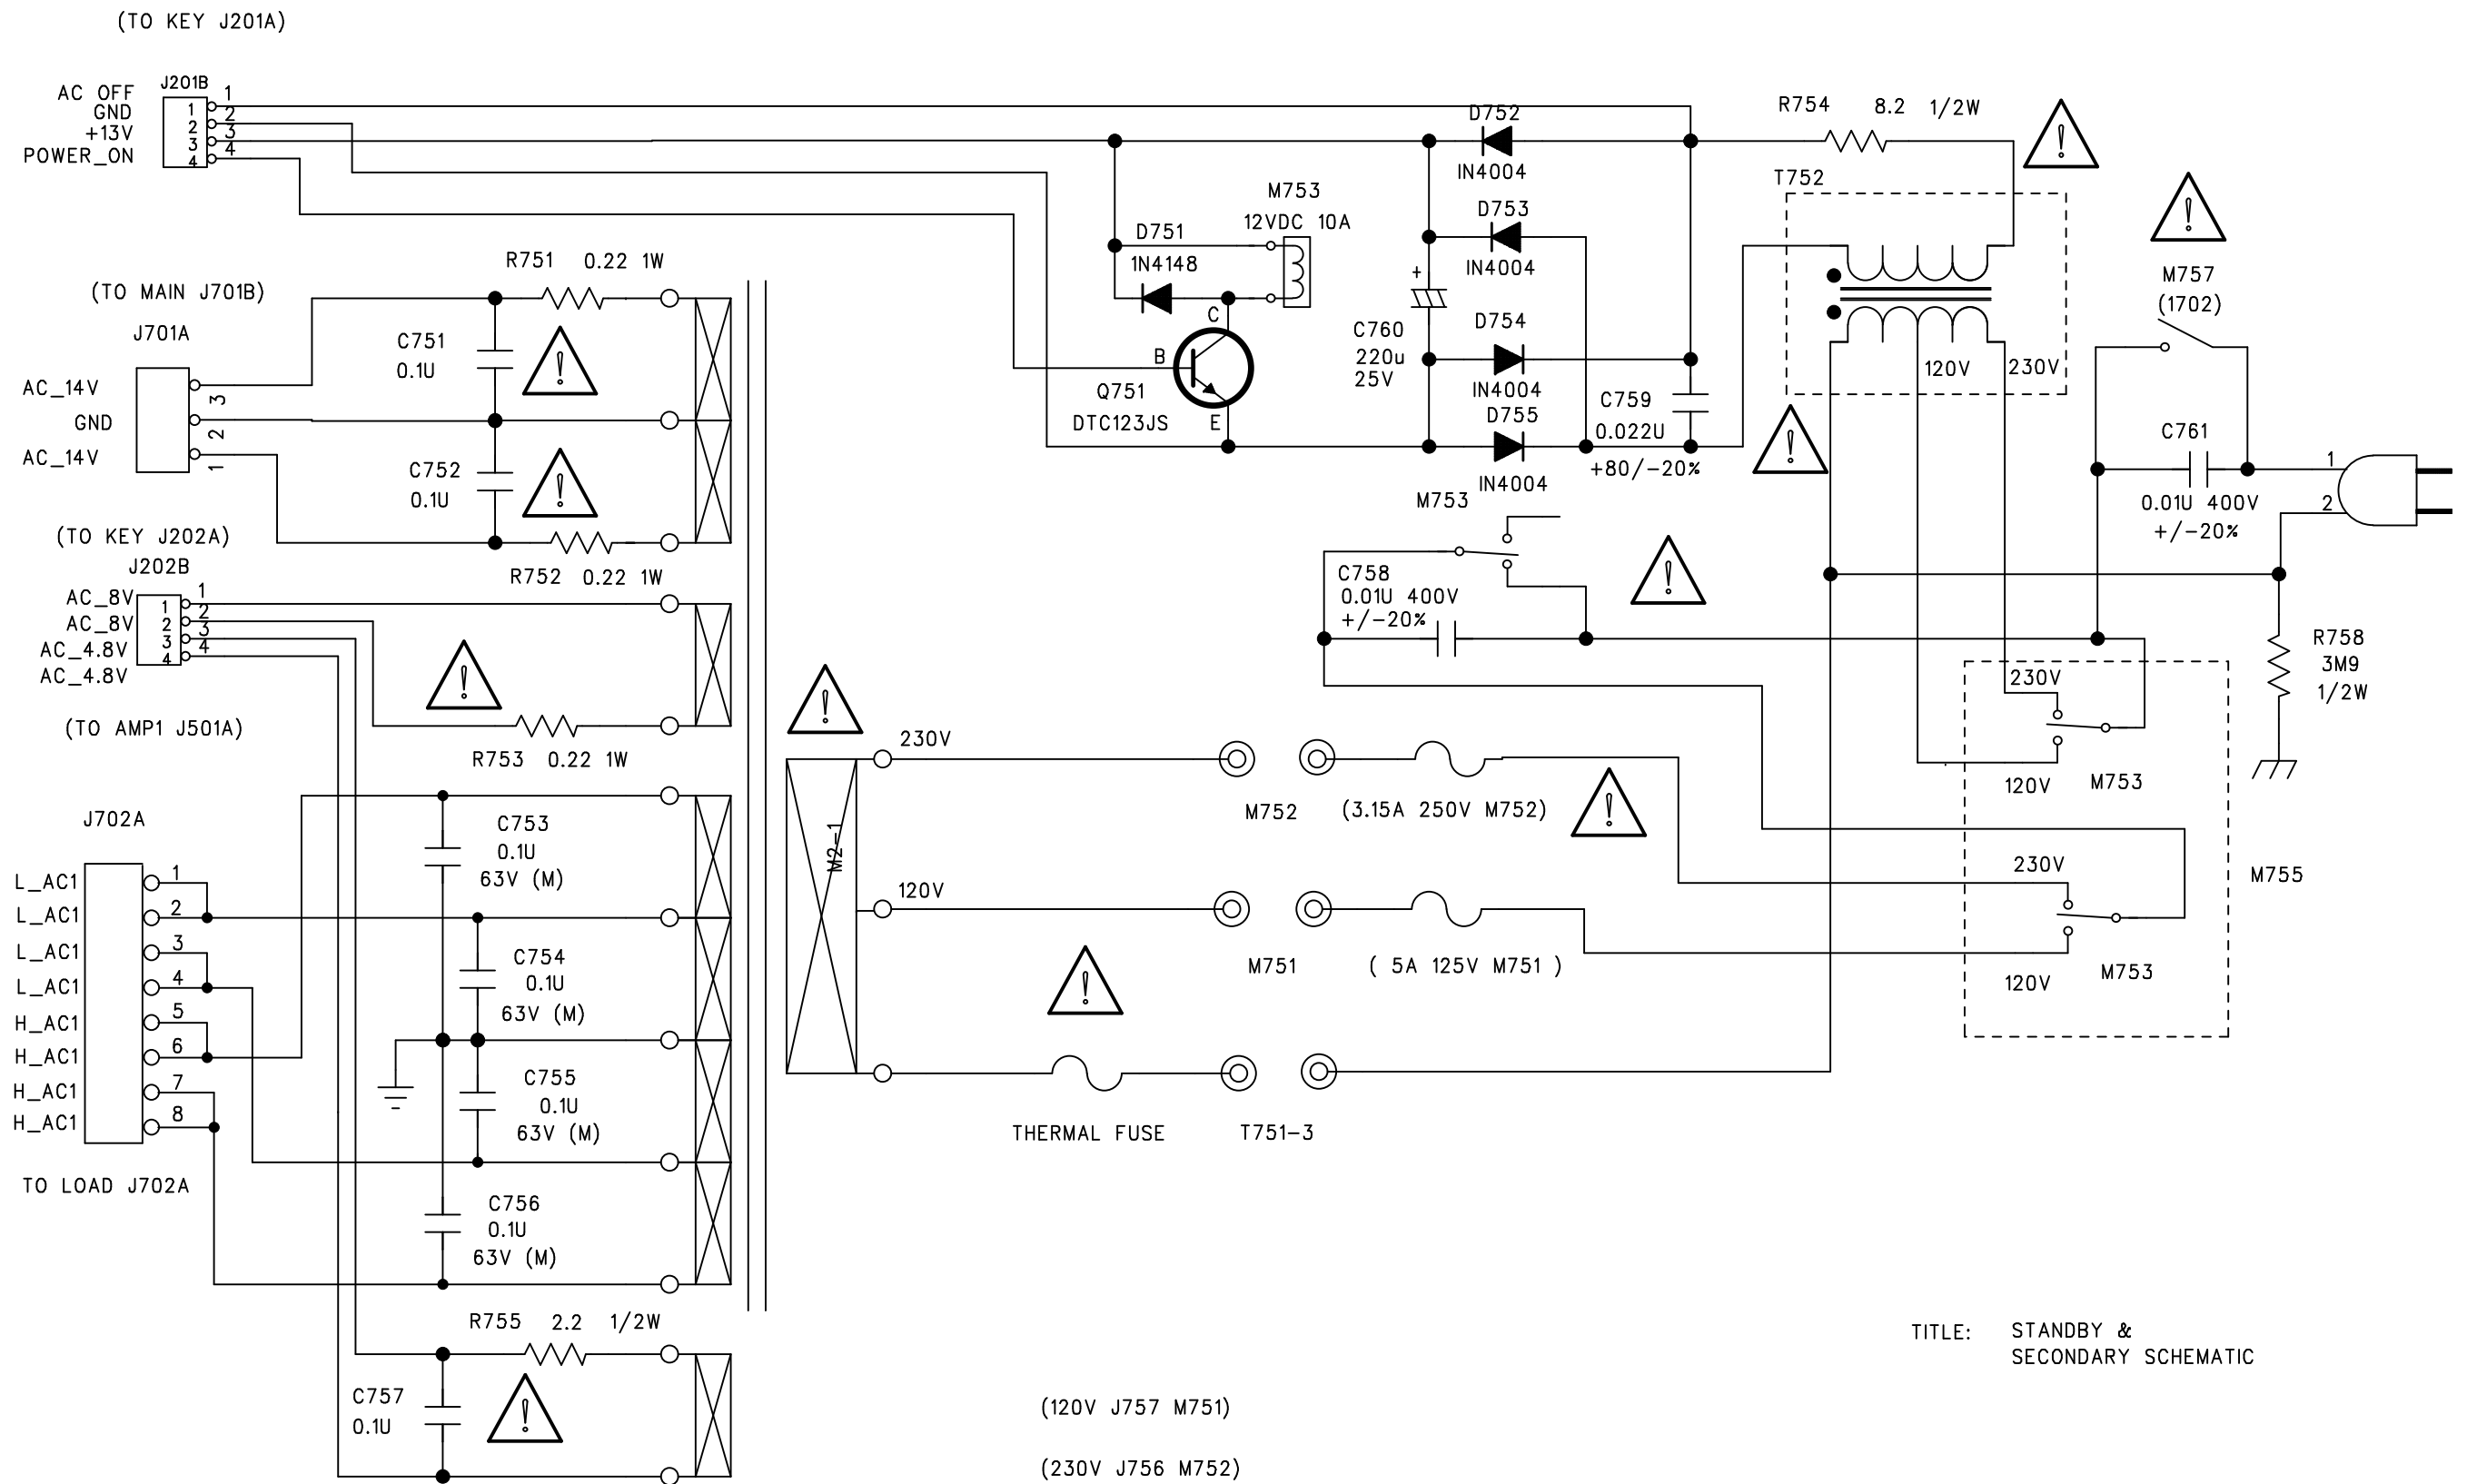 (TO KEY J201A)
J201B
AC OFF
GND
+13V
POWER_ON
1
2
3
4
1
2
3
4
D752
IN4004
R754 8.2 1/2W
T752
M753
12VDC 10A
D753
IN4004
D751
1N4148
M757
(1702)
R751 0.22 1W
(TO MAIN J701B)
J701A
AC_14V
GND
AC_14V
3
2
1
C751
0.1U
C752
0.1U
R752 0.22 1W
C
B
E
Q751
DTC123JS
+
C760
220u
25V
D754
IN4004
D755
IN4004
C759
0.022U
+80/-20%
120V
230V
C761
0.01U 400V
+/-20%
1
2
M753
C758
0.01U 400V
+/-20%
(TO KEY J202A)
J202B
AC_8V
AC_8V
AC_4.8V
AC_4.8V
1
2
3
4
1
2
3
4
R758
3M9
1/2W
(TO AMP1 J501A)
R753 0.22 1W
230V
M2-1
120V
M752
(3.15A 250V M752)
M751
( 5A 125V M751 )
230V
120V
M753
230V
120V
M753
M755
THERMAL FUSE
T751-3
J702A
L_AC1
L_AC1
L_AC1
L_AC1
H_AC1
H_AC1
H_AC1
H_AC1
1
2
3
4
5
6
7
8
TO LOAD J702A
C753
0.1U
63V (M)
C754
0.1U
63V (M)
C755
0.1U
63V (M)
C756
0.1U
63V (M)
R755 2.2 1/2W
C757
0.1U
!
!
!
!
!
!
!
!
!
!
!
!
(120V J757 M751)
(230V J756 M752)
TITLE: STANDBY &
SECONDARY SCHEMATIC